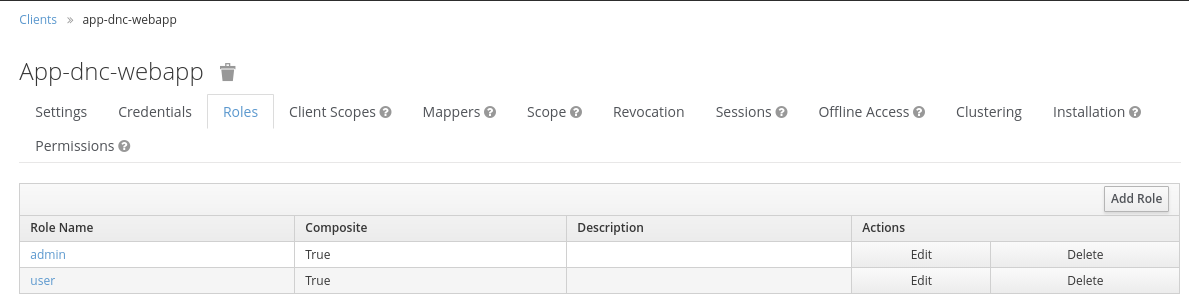 Clients » app-dnc-webapp
App-dnc-webapp
Settings Credentials Roles Client Scopes ? Mappers ? Scope ? Revocation Sessions ? Offline Access ? Clustering Installation ?
Permissions ?
Add Role
Role Name Composite Description Actions
admin True Edit Delete
user True Edit Delete